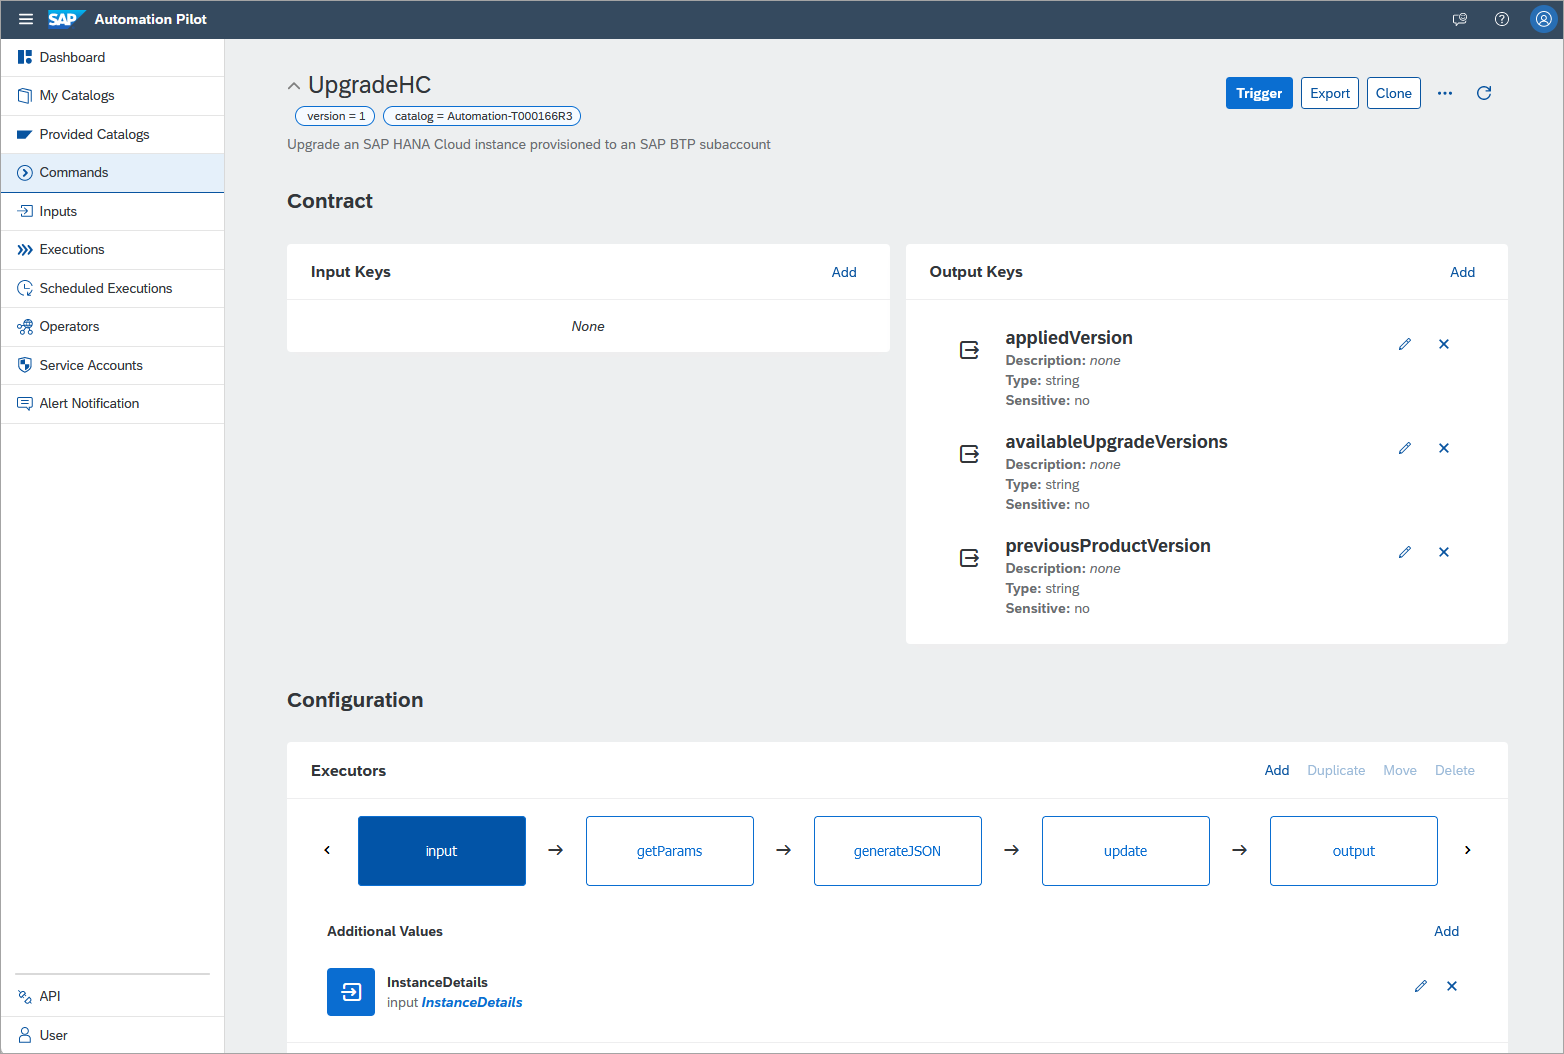 SAP Automation Pilot
Dashboard
My Catalogs
Provided Catalogs
Commands
Inputs
Executions
Scheduled Executions
Operators
Service Accounts
Alert Notification
API
User
UpgradeHC
Trigger Export Clone
version = 1 catalog = Automation-T000166R3
Upgrade an SAP HANA Cloud instance provisioned to an SAP BTP subaccount
Contract
Input Keys Add
None
Output Keys Add
appliedVersion
Description: none
Type: string
Sensitive: no
availableUpgradeVersions
Description: none
Type: string
Sensitive: no
previousProductVersion
Description: none
Type: string
Sensitive: no
Configuration
Executors Add Duplicate Move Delete
input getParams generateJSON update output
Additional Values Add
InstanceDetails
input InstanceDetails